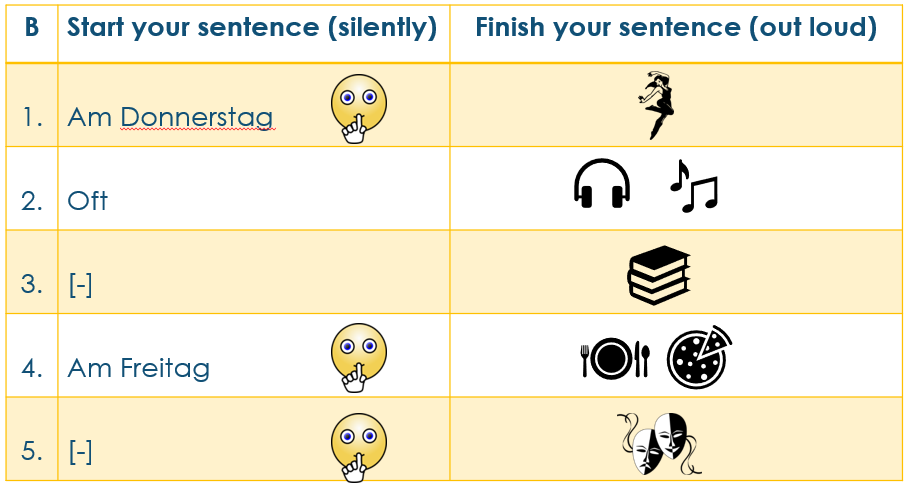 B Start your sentence (silently) Finish your sentence (out loud)
1. Am Donnerstag
2. Oft
3. [-]
4. Am Freitag
5. [-]